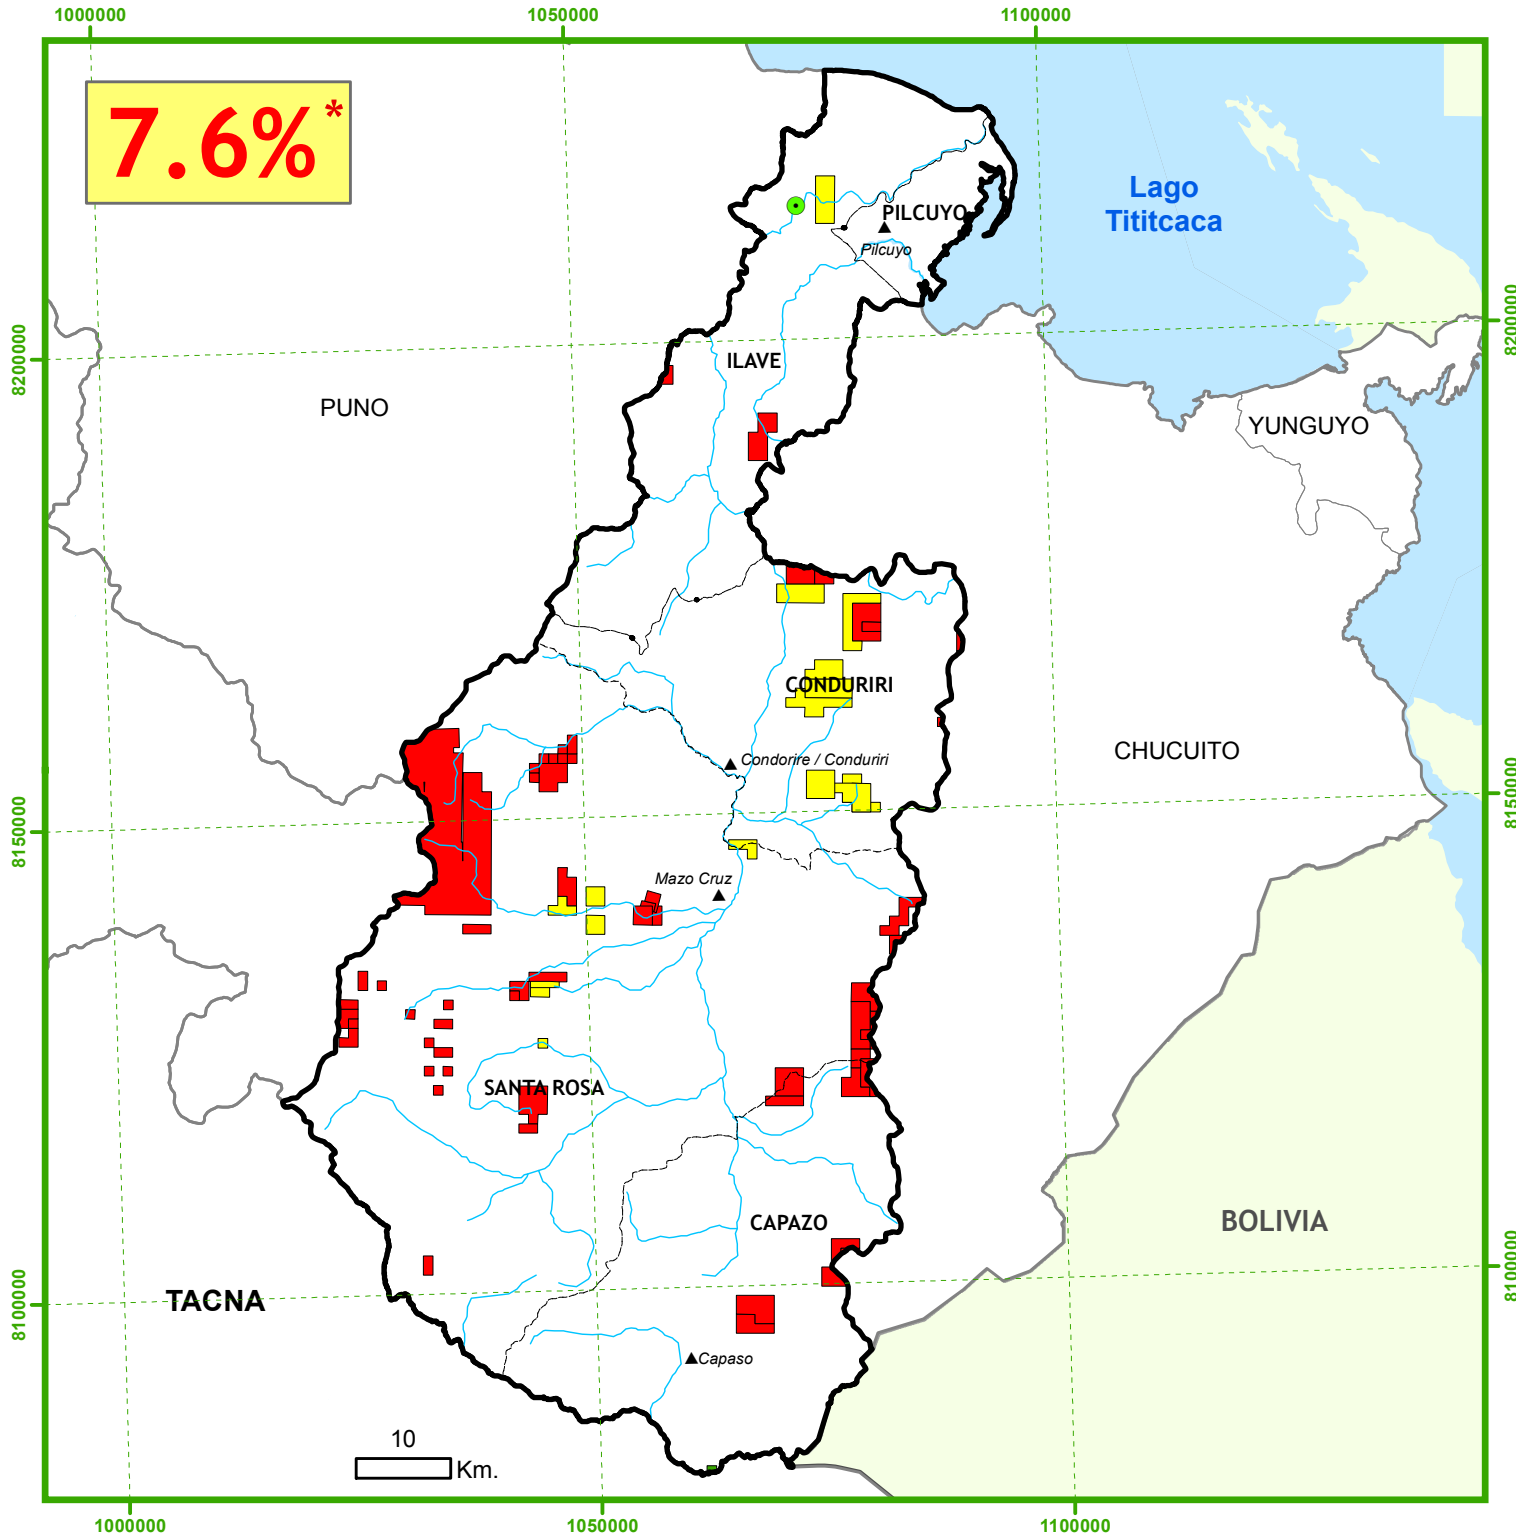 1000000
1050000
1100000
7.6%*
Lago
Tititcaca
PILCUYO
Pilcuyo
8200000
8200000
ILAVE
PUNO
YUNGUYO
CONDURIRI
CHUCUITO
Condorire / Conduriri
8150000
8150000
Mazo Cruz
SANTA ROSA
CAPAZO
BOLIVIA
8100000
8100000
TACNA
Capaso
10
Km.
1000000
1050000
1100000